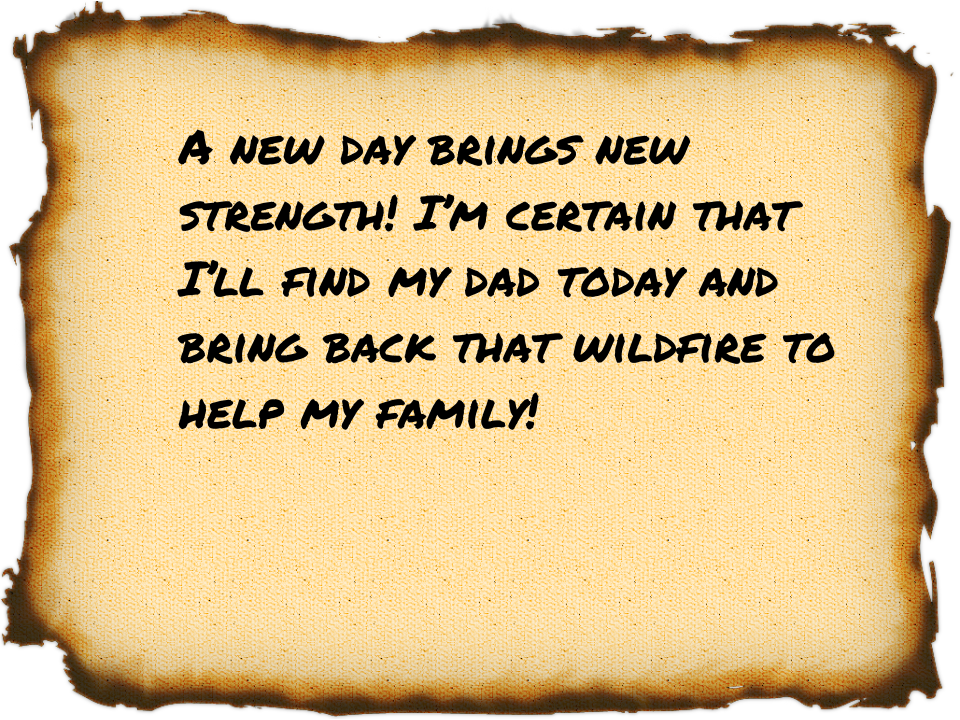 A new day brings new
strength! I'm certain that
I'll find my dad today and
bring back that wildfire to
help my family!